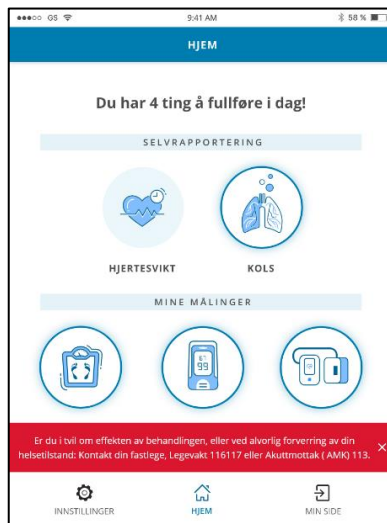 GS 9:41 AM 58 %
HJEM
Du har 4 ting å fullføre i dag!
SELVRAPPORTERING
HJERTESVIKT KOLS
MINE MÅLINGER
99
Er du i tvil om effekten av behandlingen, eller ved alvorlig forverring av din
helsetilstand: Kontakt din fastlege, Legevakt 116117 eller Akuttmottak ( AMK) 113.
INNSTILLINGER HJEM MIN SIDE